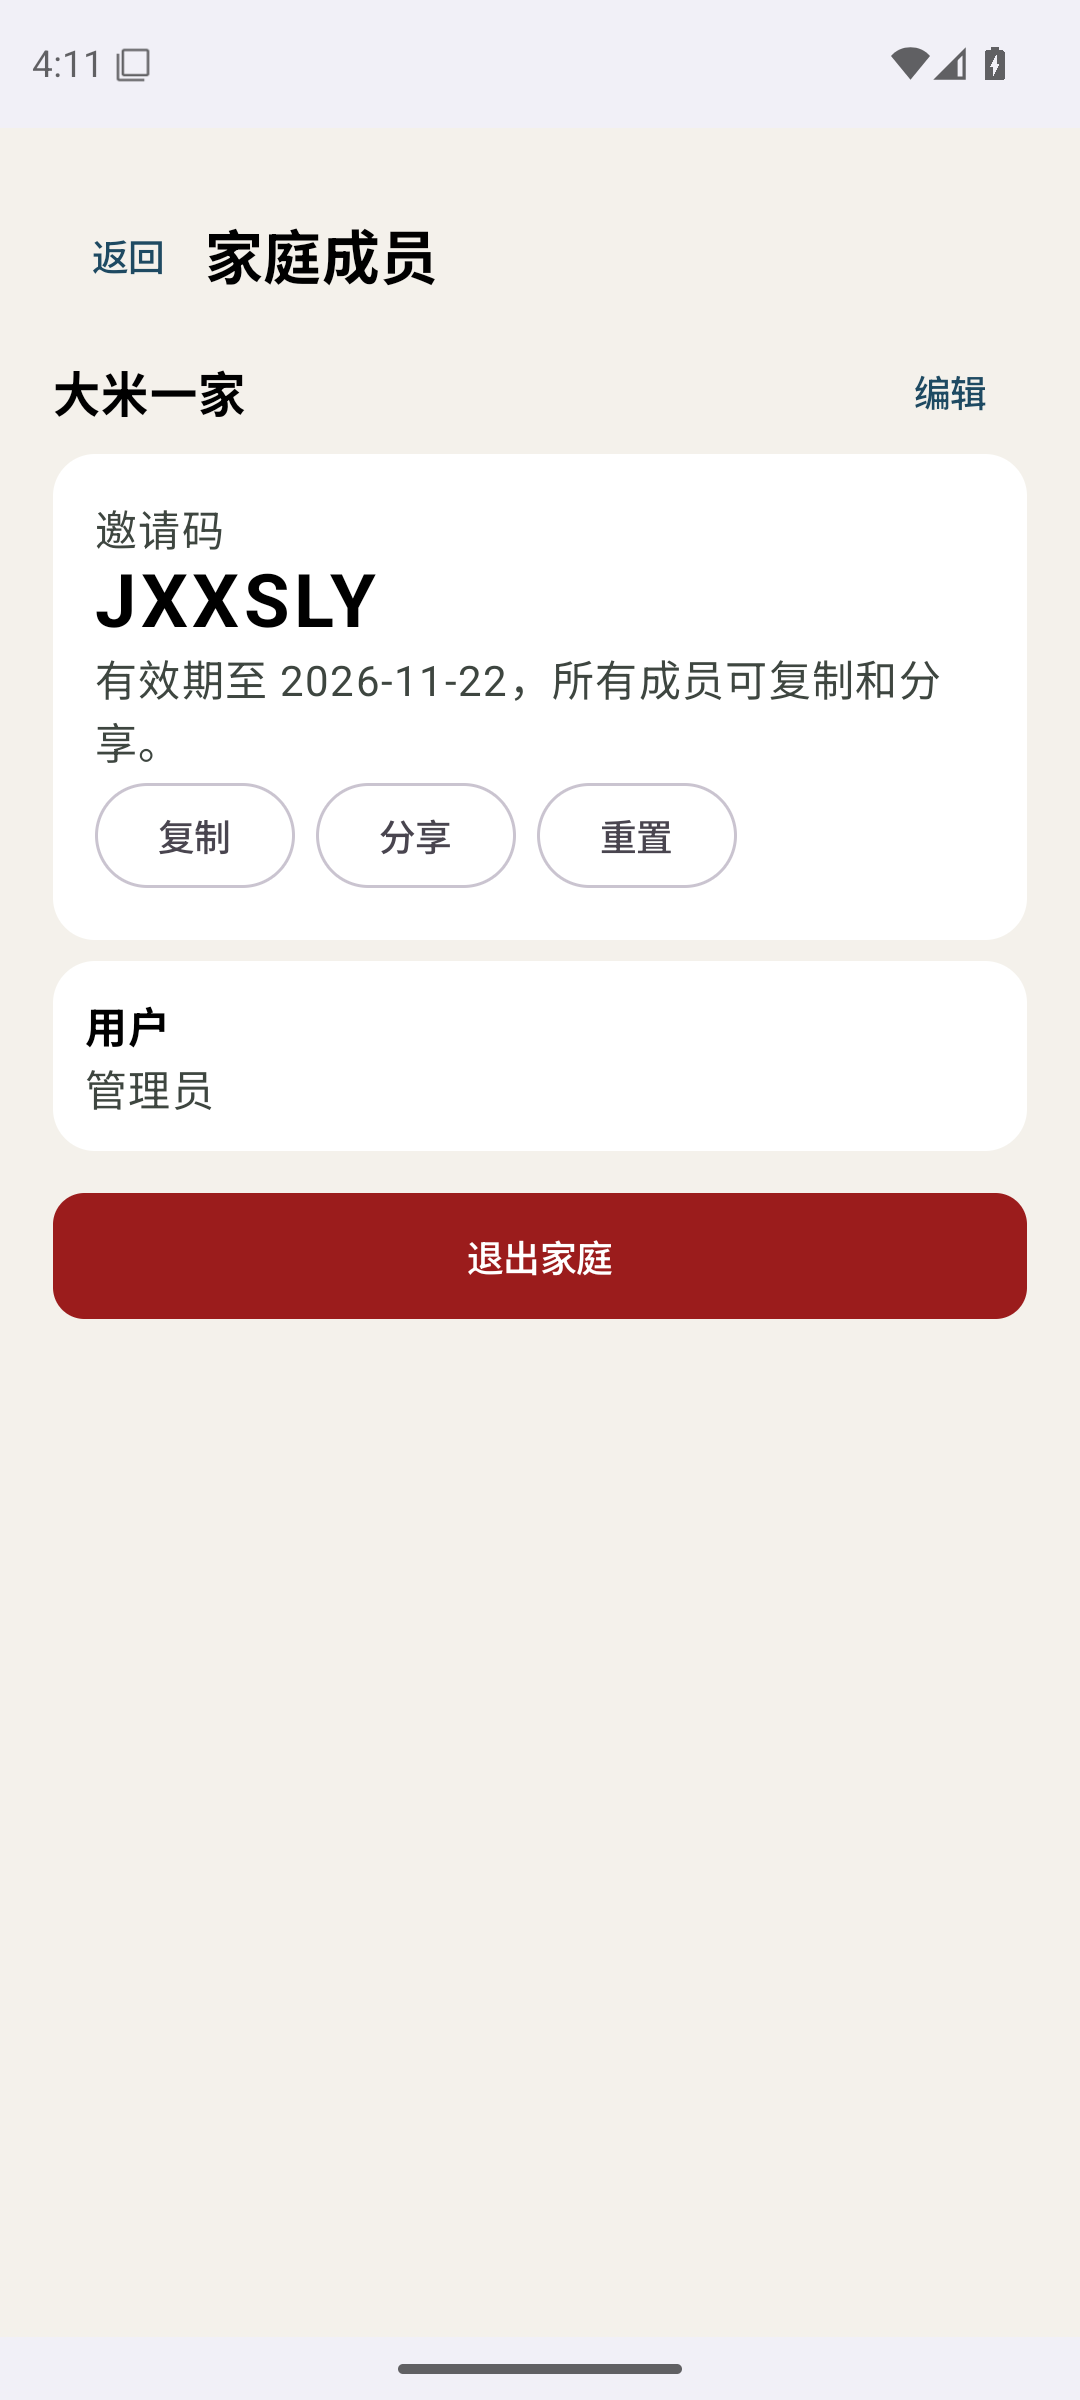 4:11
返回 家庭成员
大米一家 编辑
邀请码
JXXSLY
有效期至 2026-11-22，所有成员可复制和分
享。
复制 分享 重置
用户
管理员
退出家庭